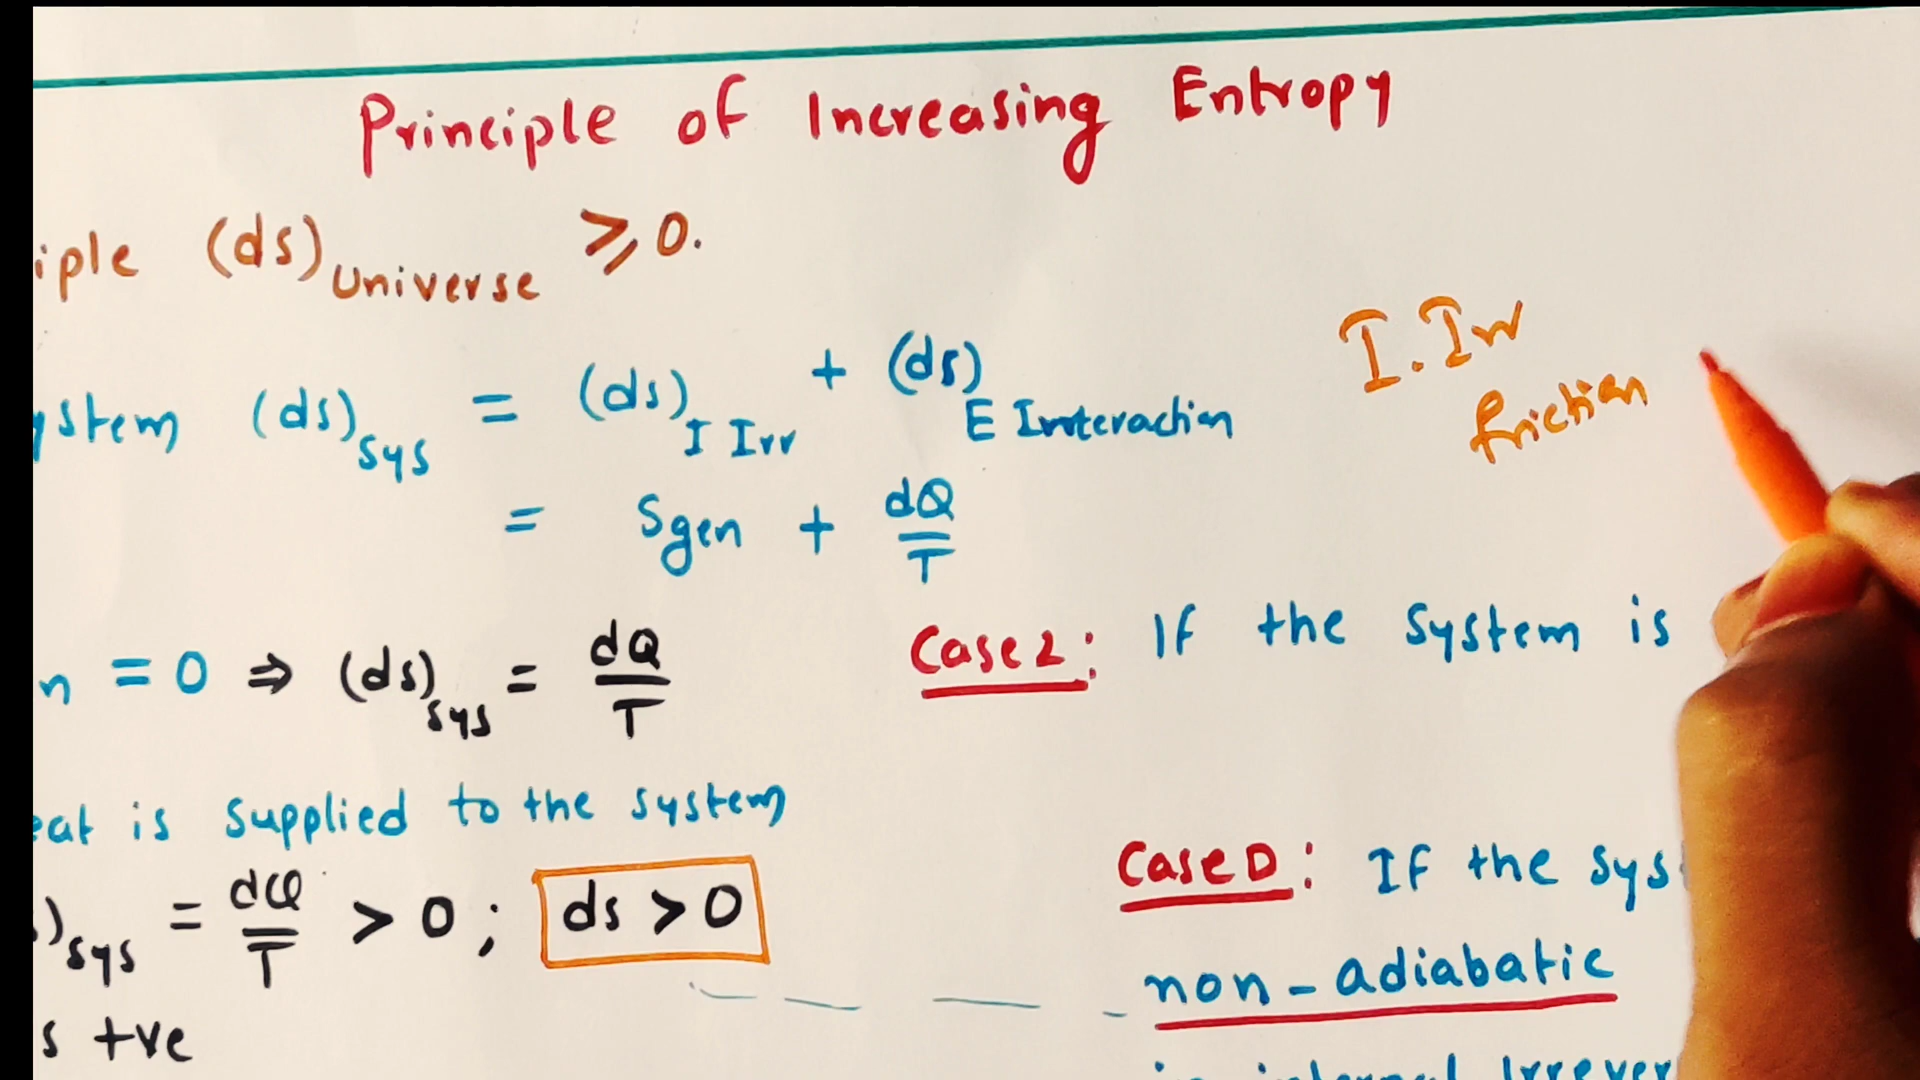 Principle of Increasing Entropy
iple (ds)Universe ⩾ 0.
ystem (ds)sys = (ds)I Irr + (ds)E Interaction
I. Irr
friction
= Sgen + dQ/T
n = 0 ⇒ (ds)sys = dQ/T
Case 2: If the System is
eat is supplied to the system
)sys = dQ/T > 0 ; ds > 0
Case D: If the sys
non-adiabatic
s +ve
internal Irrever